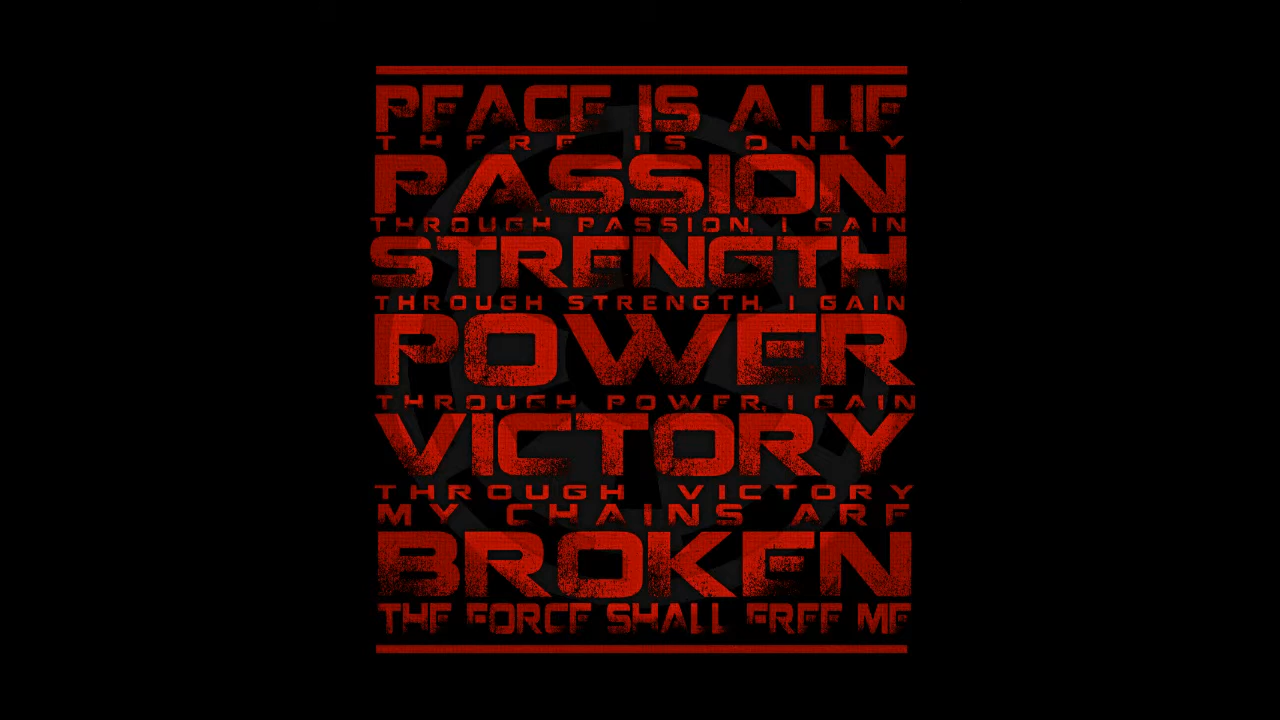 PEACE IS A LIE
THERE IS ONLY
PASSION
THROUGH PASSION, I GAIN
STRENGTH
THROUGH STRENGTH, I GAIN
POWER
THROUGH POWER, I GAIN
VICTORY
THROUGH VICTORY
MY CHAINS ARE
BROKEN
THE FORCE SHALL FREE ME